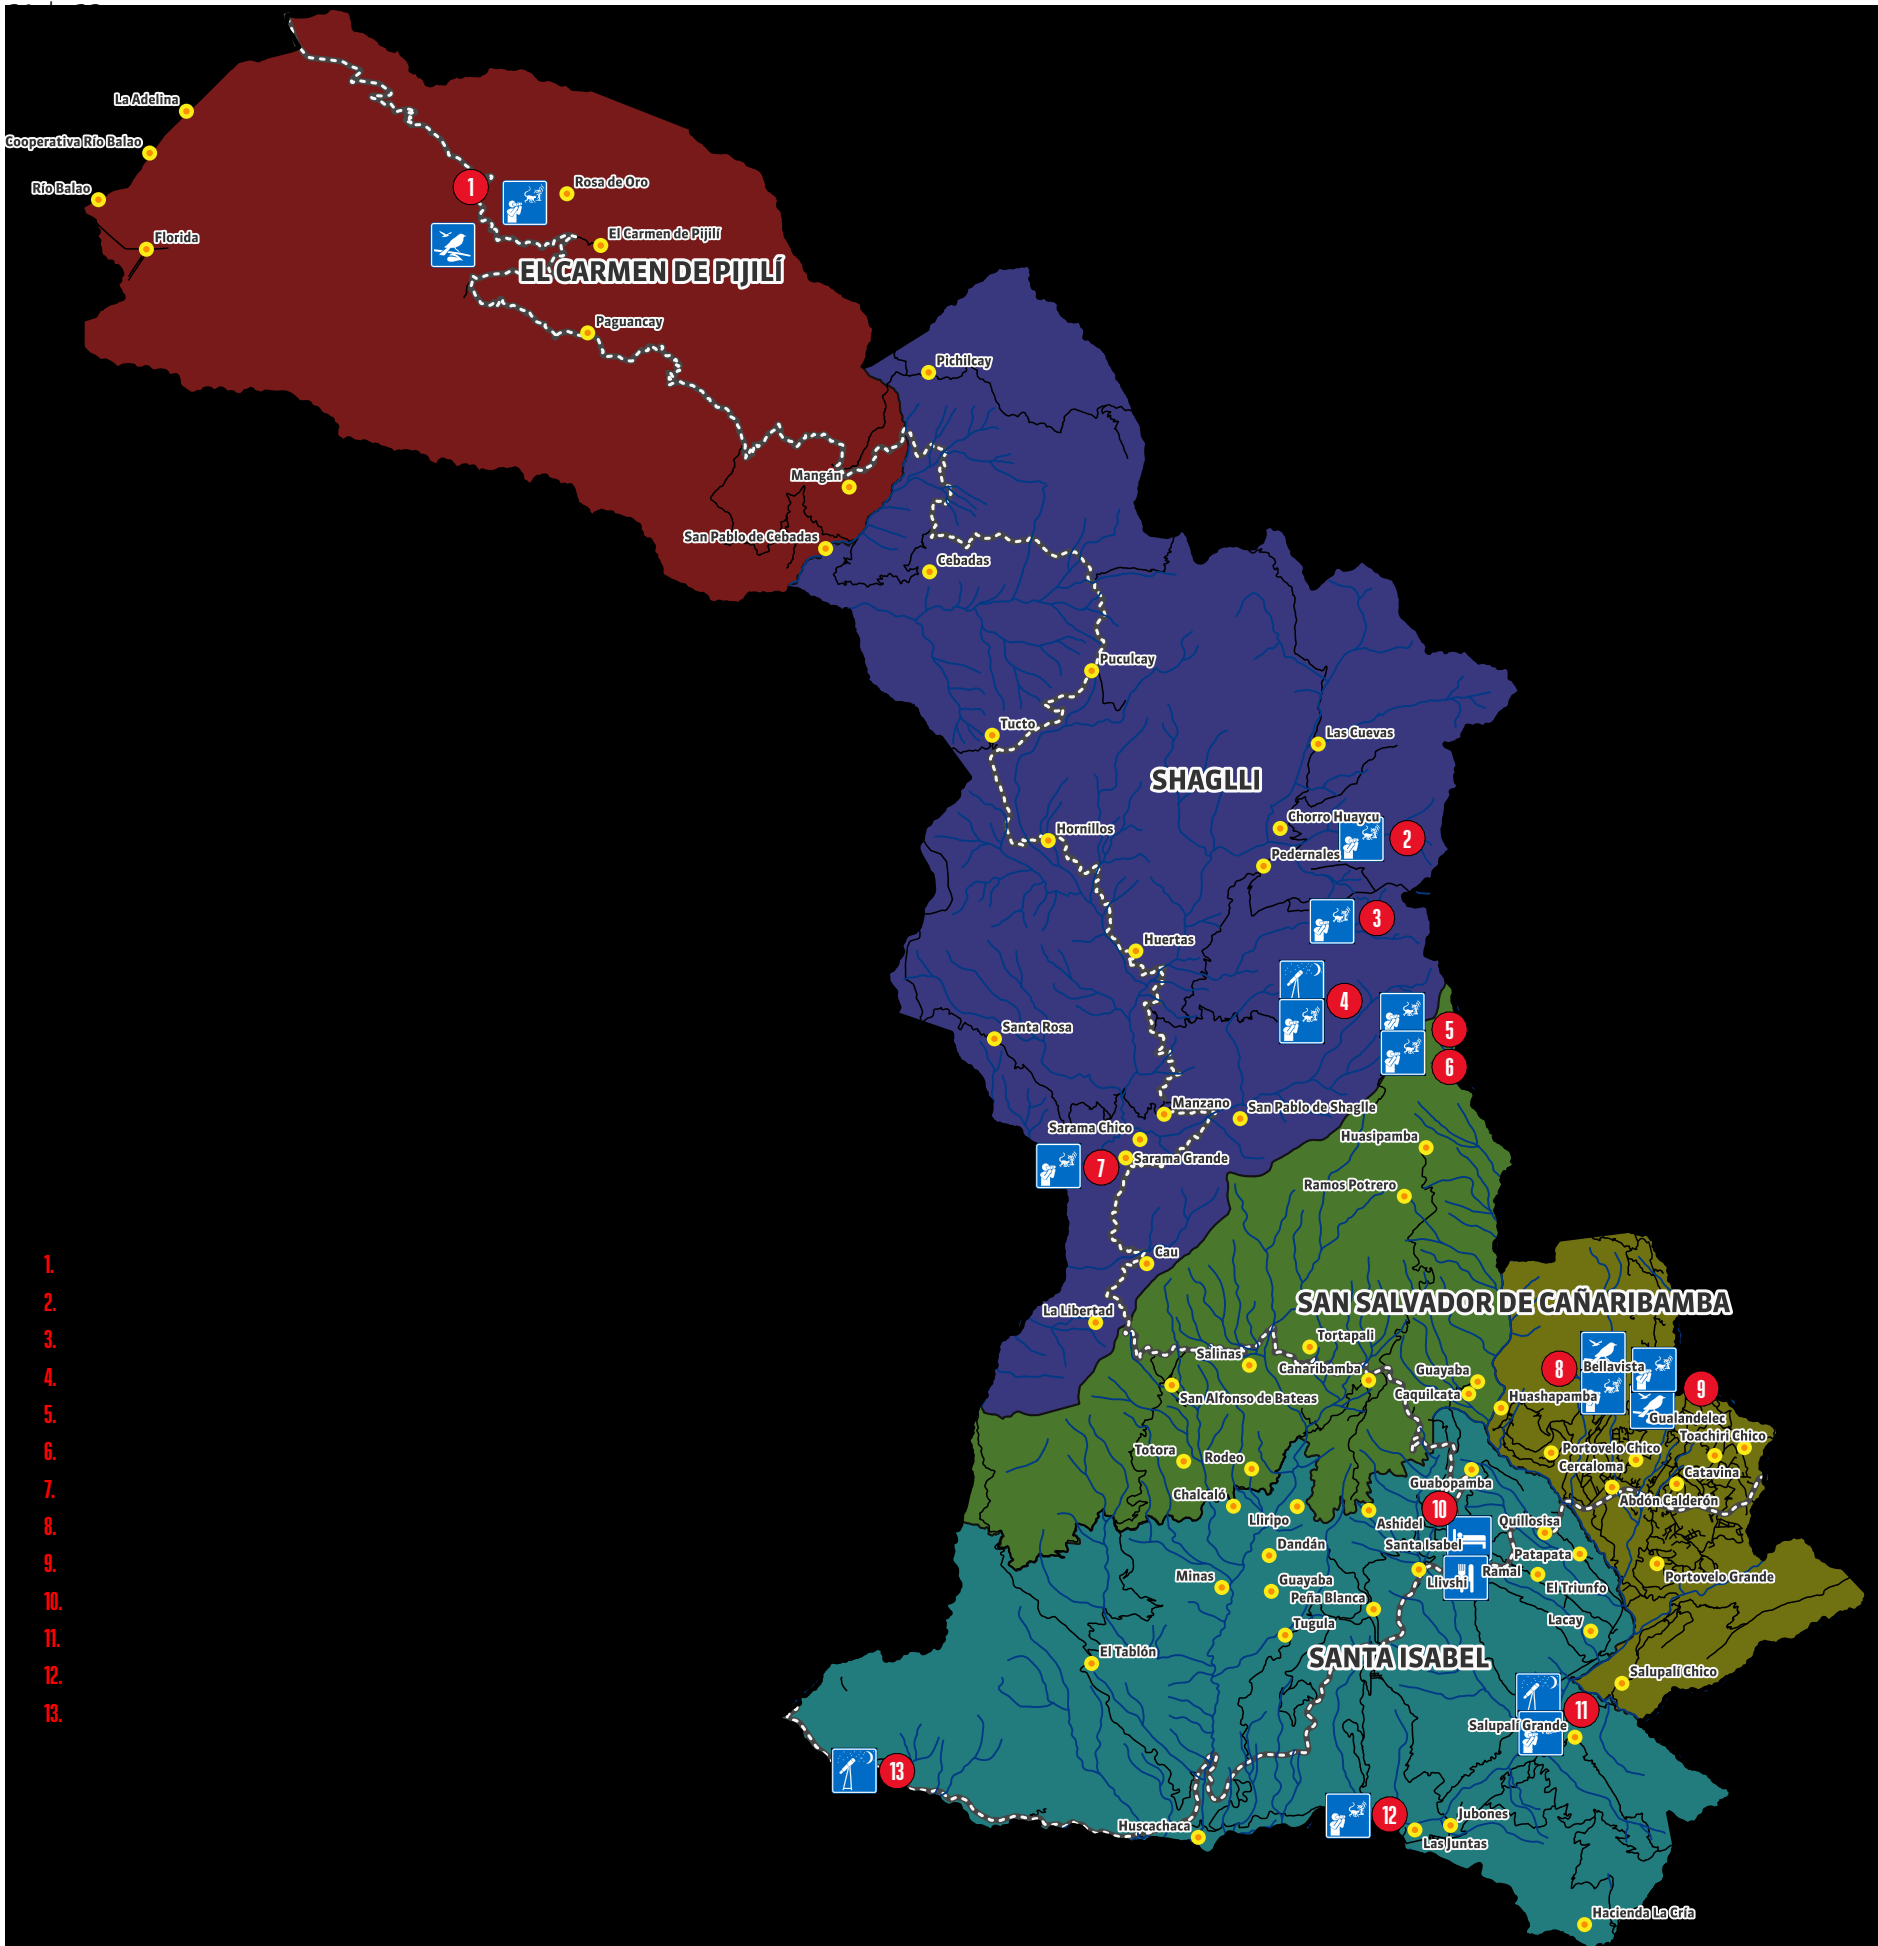 La Adelina
Cooperativa Río Balao
Río Balao
Florida
1
Rosa de Oro
El Carmen de Pijilí
EL CARMEN DE PIJILÍ
Paguancay
Pichilcay
Mangán
San Pablo de Cebadas
Cebadas
Puculcay
Tucto
Las Cuevas
SHAGLLI
Chorro Huaycu
Hornillos
2
Pedernales
3
Huertas
4
Santa Rosa
5
6
Manzano
San Pablo de Shaglle
Sarama Chico
Huasipamba
Sarama Grande
7
Ramos Potrero
Cau
La Libertad
SAN SALVADOR DE CAÑARIBAMBA
Tortapali
Salinas
Canaribamba
Guayaba
Bellavista
8
9
San Alfonso de Bateas
Caquilcata
Huashapamba
Gualandelec
Toachiri Chico
Totora
Rodeo
Portovelo Chico
Cercaloma
Catavina
Guabopamba
Chalcaló
Abdón Calderón
10
Lliripo
Ashidel
Quillosisa
Dandán
Santa Isabel
Patapata
Minas
Guayaba
Llivshi
Ramal
El Triunfo
Portovelo Grande
Peña Blanca
Tugula
Lacay
El Tablón
SANTA ISABEL
Salupalí Chico
11
Salupalí Grande
13
12
Huscachaca
Jubones
Las Juntas
Hacienda La Cría
1.
2.
3.
4.
5.
6.
7.
8.
9.
10.
11.
12.
13.